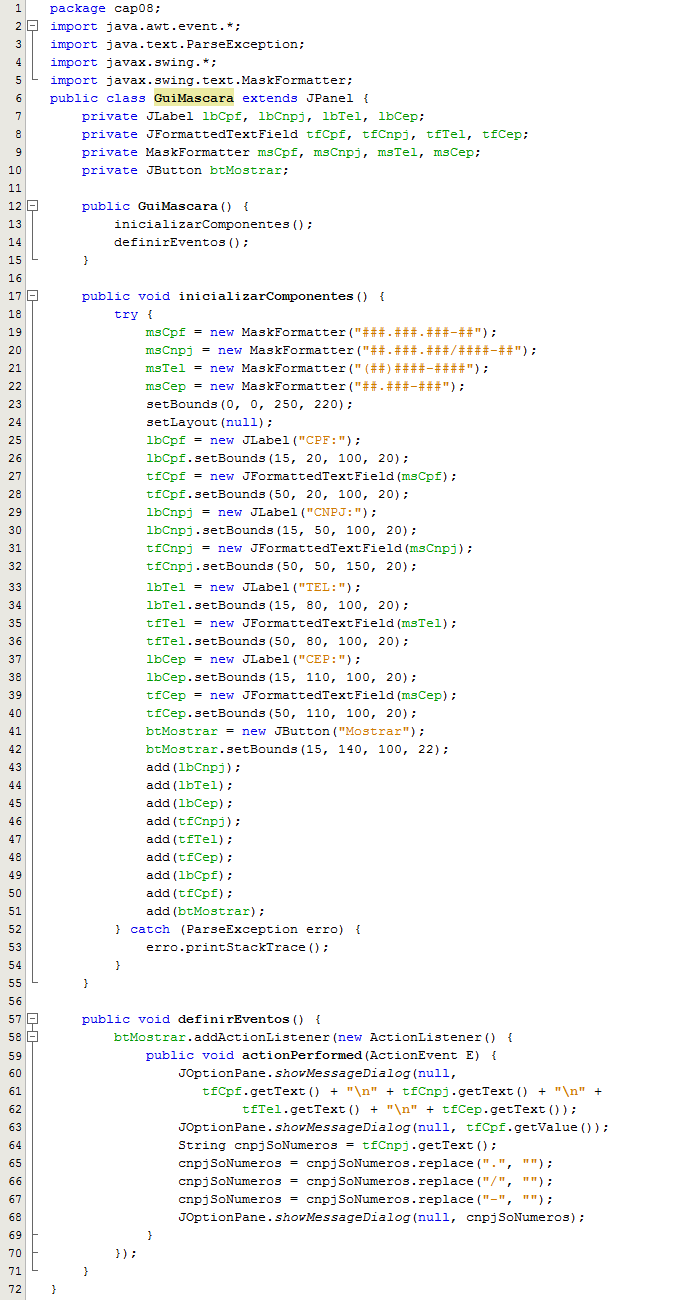 1 package cap08;
2 import java.awt.event.*;
3 import java.text.ParseException;
4 import javax.swing.*;
5 import javax.swing.text.MaskFormatter;
6 public class GuiMascara extends JPanel {
7     private JLabel lbCpf, lbCnpj, lbTel, lbCep;
8     private JFormattedTextField tfCpf, tfCnpj, tfTel, tfCep;
9     private MaskFormatter msCpf, msCnpj, msTel, msCep;
10     private JButton btMostrar;
11
12     public GuiMascara() {
13         inicializarComponentes();
14         definirEventos();
15     }
16
17     public void inicializarComponentes() {
18         try {
19             msCpf = new MaskFormatter("###.###.###-##");
20             msCnpj = new MaskFormatter("##.###.###/####-##");
21             msTel = new MaskFormatter("(##)####-####");
22             msCep = new MaskFormatter("##.###-###");
23             setBounds(0, 0, 250, 220);
24             setLayout(null);
25             lbCpf = new JLabel("CPF:");
26             lbCpf.setBounds(15, 20, 100, 20);
27             tfCpf = new JFormattedTextField(msCpf);
28             tfCpf.setBounds(50, 20, 100, 20);
29             lbCnpj = new JLabel("CNPJ:");
30             lbCnpj.setBounds(15, 50, 100, 20);
31             tfCnpj = new JFormattedTextField(msCnpj);
32             tfCnpj.setBounds(50, 50, 150, 20);
33             lbTel = new JLabel("TEL:");
34             lbTel.setBounds(15, 80, 100, 20);
35             tfTel = new JFormattedTextField(msTel);
36             tfTel.setBounds(50, 80, 100, 20);
37             lbCep = new JLabel("CEP:");
38             lbCep.setBounds(15, 110, 100, 20);
39             tfCep = new JFormattedTextField(msCep);
40             tfCep.setBounds(50, 110, 100, 20);
41             btMostrar = new JButton("Mostrar");
42             btMostrar.setBounds(15, 140, 100, 22);
43             add(lbCnpj);
44             add(lbTel);
45             add(lbCep);
46             add(tfCnpj);
47             add(tfTel);
48             add(tfCep);
49             add(lbCpf);
50             add(tfCpf);
51             add(btMostrar);
52         } catch (ParseException erro) {
53             erro.printStackTrace();
54         }
55     }
56
57     public void definirEventos() {
58         btMostrar.addActionListener(new ActionListener() {
59             public void actionPerformed(ActionEvent E) {
60                 JOptionPane.showMessageDialog(null,
61                    tfCpf.getText() + "\n" + tfCnpj.getText() + "\n" +
62                         tfTel.getText() + "\n" + tfCep.getText());
63                 JOptionPane.showMessageDialog(null, tfCpf.getValue());
64                 String cnpjSoNumeros = tfCnpj.getText();
65                 cnpjSoNumeros = cnpjSoNumeros.replace(".", "");
66                 cnpjSoNumeros = cnpjSoNumeros.replace("/", "");
67                 cnpjSoNumeros = cnpjSoNumeros.replace("-", "");
68                 JOptionPane.showMessageDialog(null, cnpjSoNumeros);
69             }
70         });
71     }
72 }